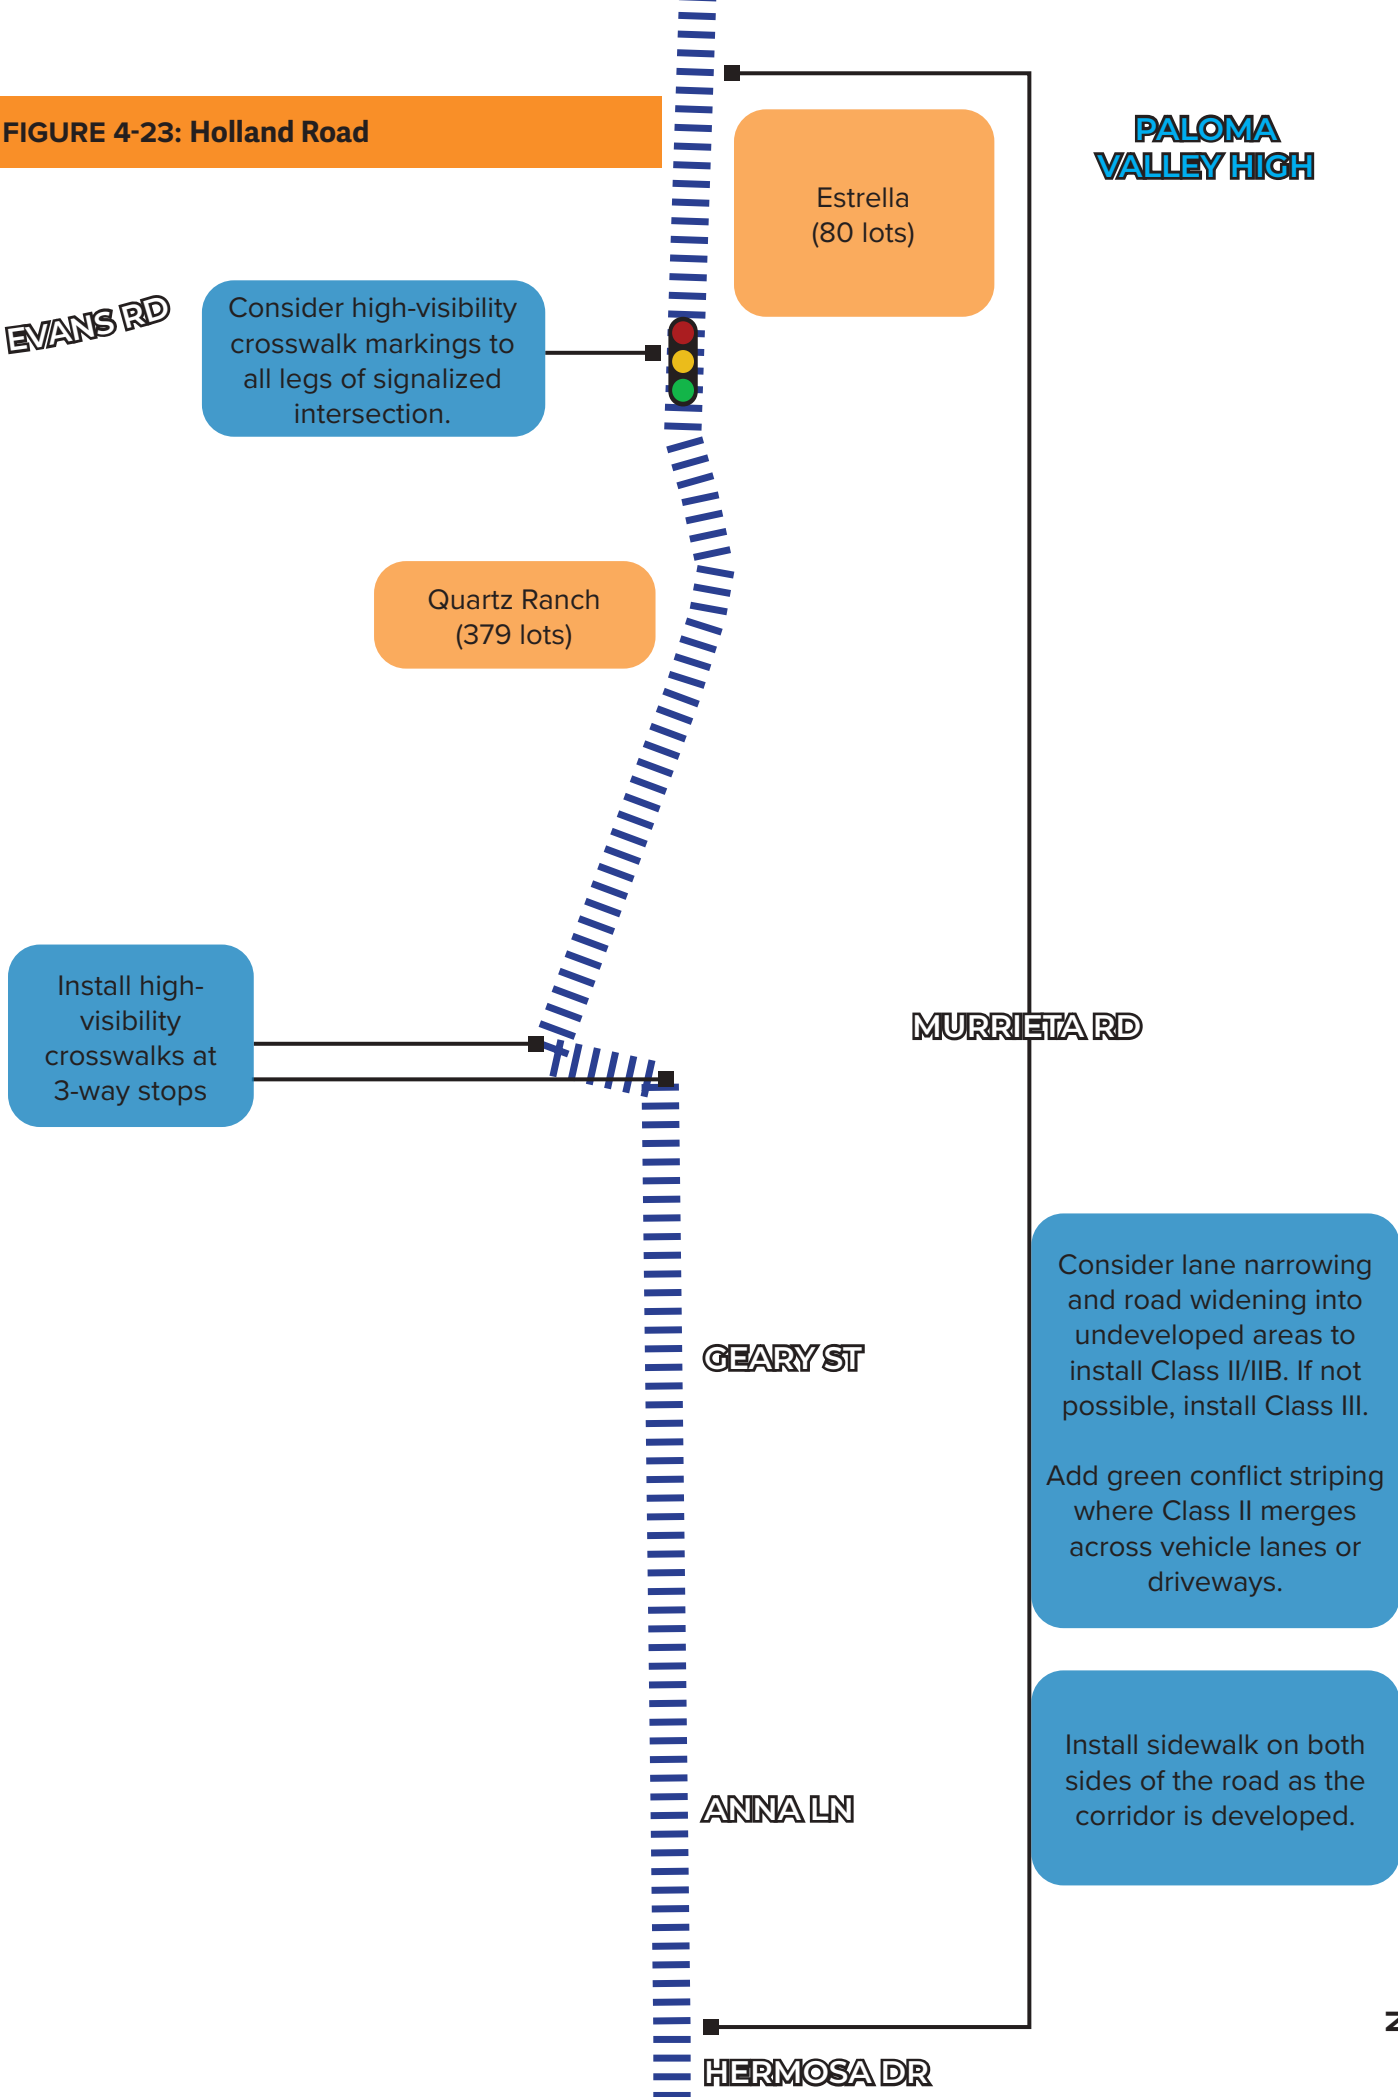 FIGURE 4-23: Holland Road
PALOMA
VALLEY HIGH
Estrella
(80 lots)
EVANS RD
Consider high-visibility
crosswalk markings to
all legs of signalized
intersection.
Quartz Ranch
(379 lots)
Install high-
visibility
crosswalks at
3-way stops
MURRIETA RD
Consider lane narrowing
and road widening into
undeveloped areas to
install Class II/IIB. If not
possible, install Class III.
Add green conflict striping
where Class II merges
across vehicle lanes or
driveways.
GEARY ST
Install sidewalk on both
sides of the road as the
corridor is developed.
ANNA LN
HERMOSA DR